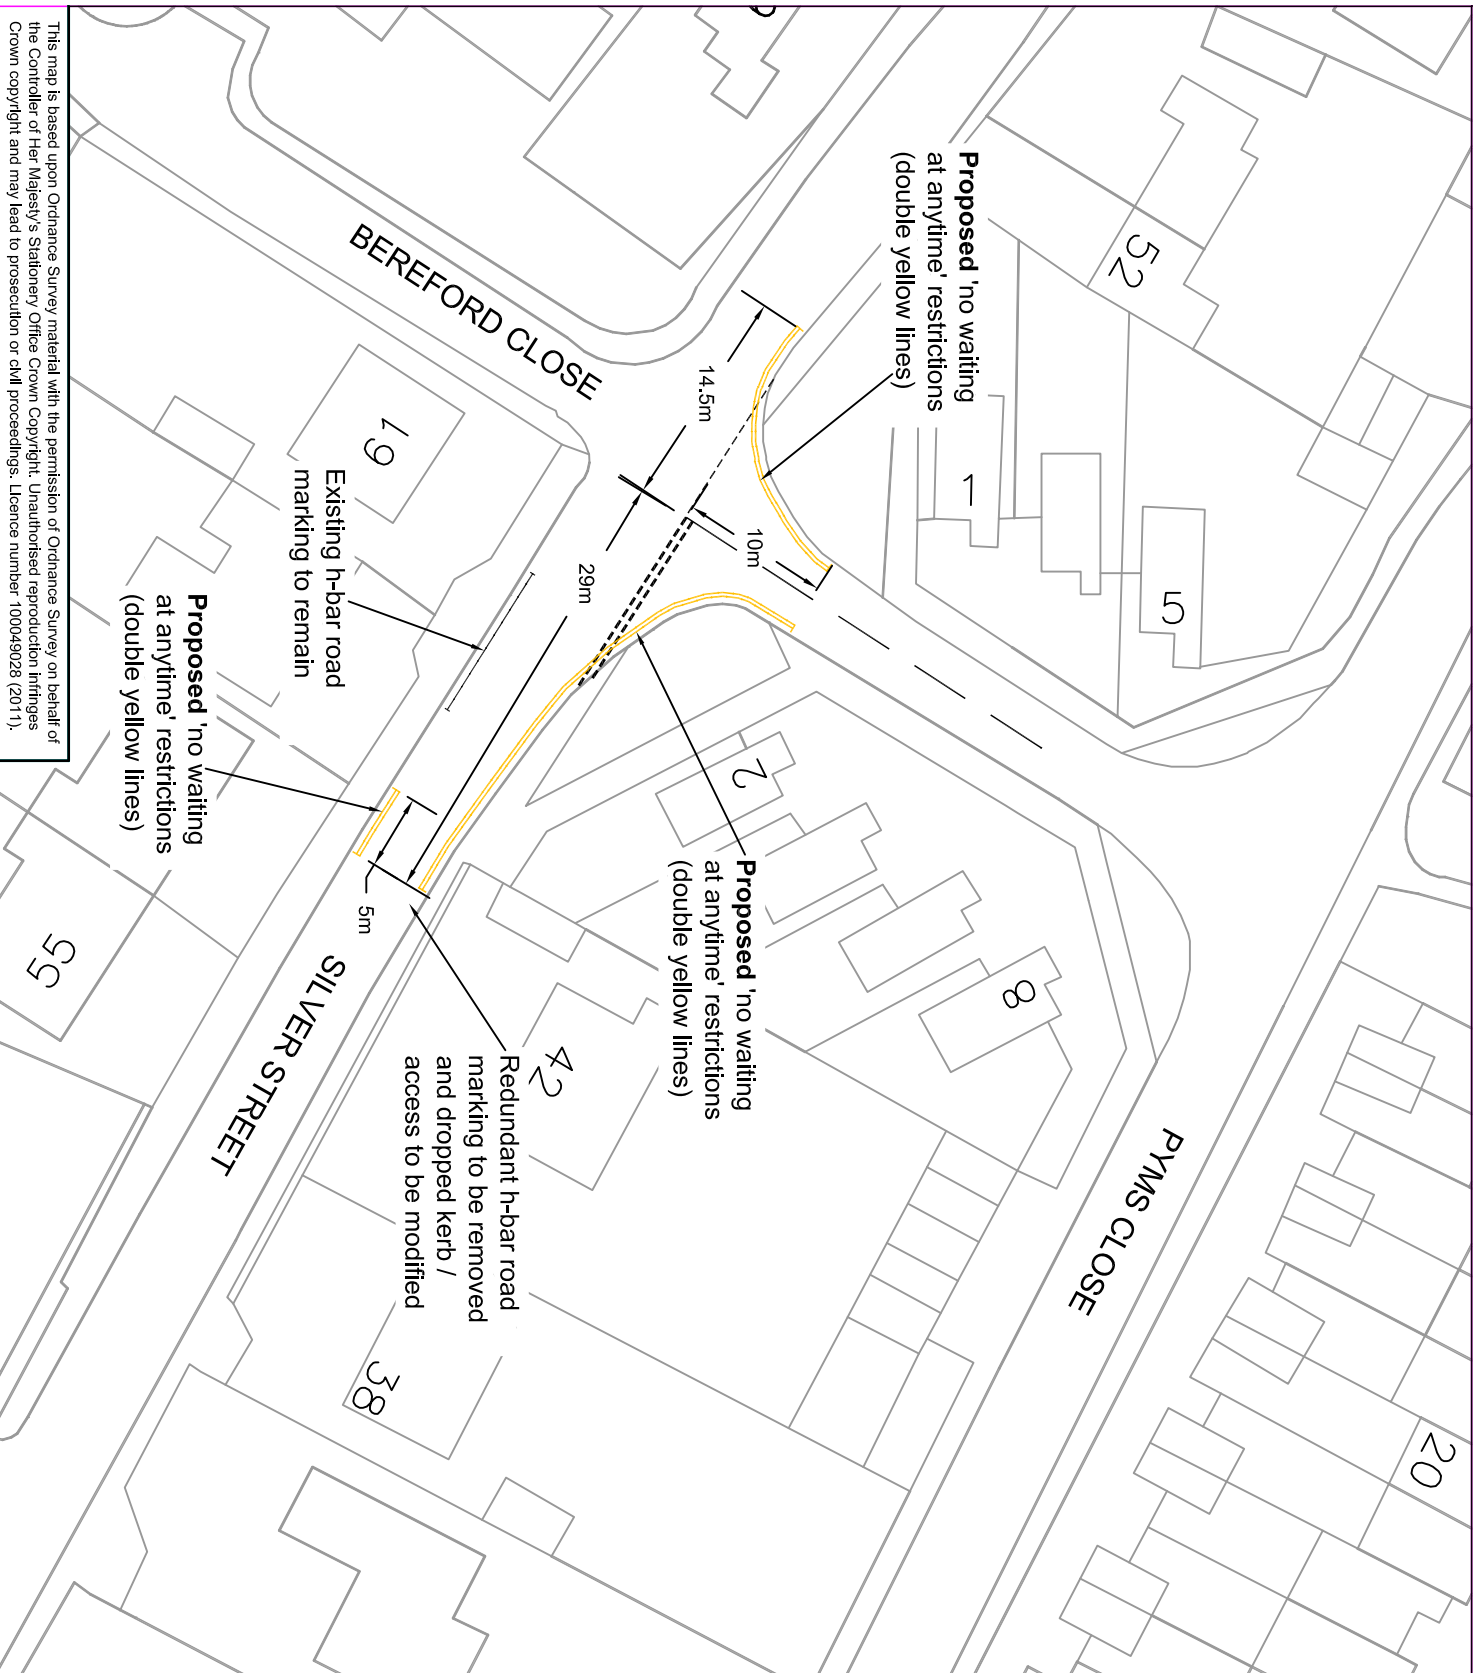 Proposed 'no waiting
at anytime' restrictions
(double yellow lines)
52
1
5
BEREFORD CLOSE
14.5m
10m
29m
61
Existing h-bar road
marking to remain
2
8
Proposed 'no waiting
at anytime' restrictions
(double yellow lines)
Proposed 'no waiting
at anytime' restrictions
(double yellow lines)
5m
55
SILVER STREET
42
Redundant h-bar road
marking to be removed
and dropped kerb /
access to be modified
38
PYMS CLOSE
20
This map is based upon Ordnance Survey material with the permission of Ordnance Survey on behalf of
the Controller of Her Majesty's Stationery Office Crown Copyright. Unauthorised reproduction infringes
Crown copyright and may lead to prosecution or civil proceedings. Licence number 100049028 (2011).